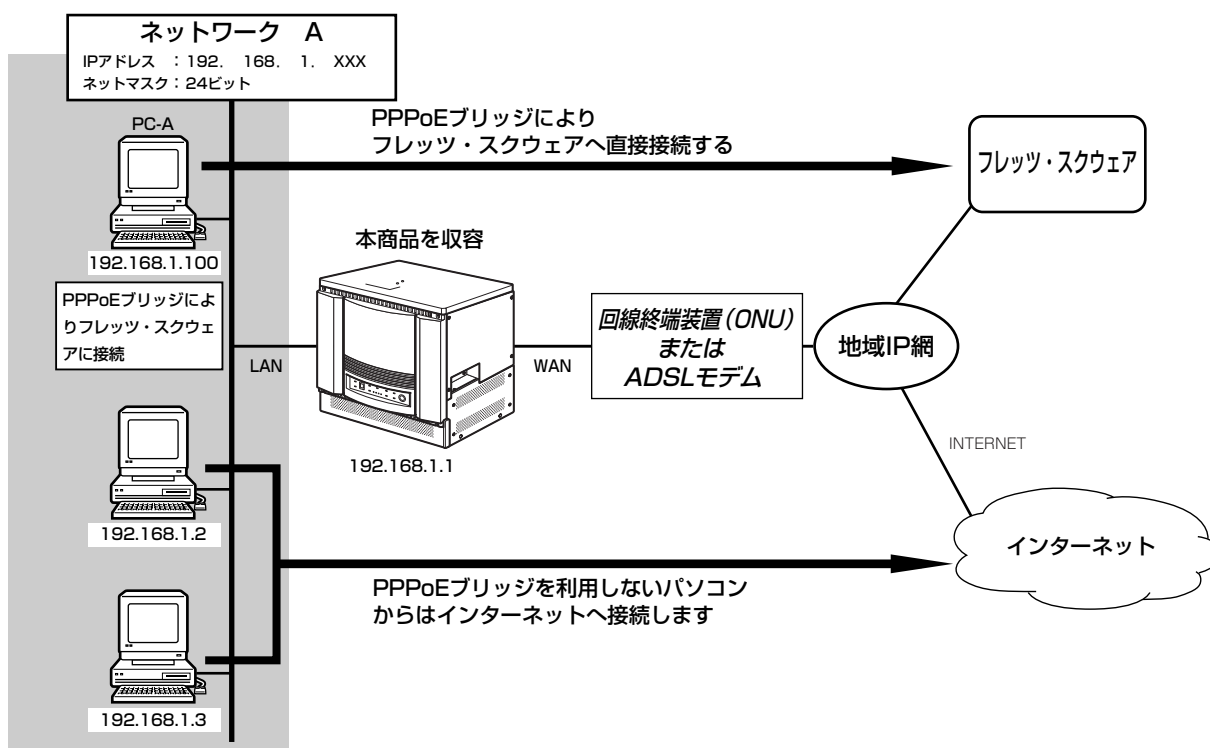 ネットワーク　A
IPアドレス　：192.　168.　1.　XXX
ネットマスク：24ビット
PC-A
PPPoEブリッジにより
フレッツ・スクウェアへ直接接続する
フレッツ・スクウェア
192.168.1.100
本商品を収容
PPPoEブリッジによ
りフレッツ・スクウェ
アに接続
LAN
WAN
回線終端装置（ONU）
または
ADSLモデム
地域IP網
192.168.1.1
INTERNET
192.168.1.2
インターネット
PPPoEブリッジを利用しないパソコン
からはインターネットへ接続します
192.168.1.3